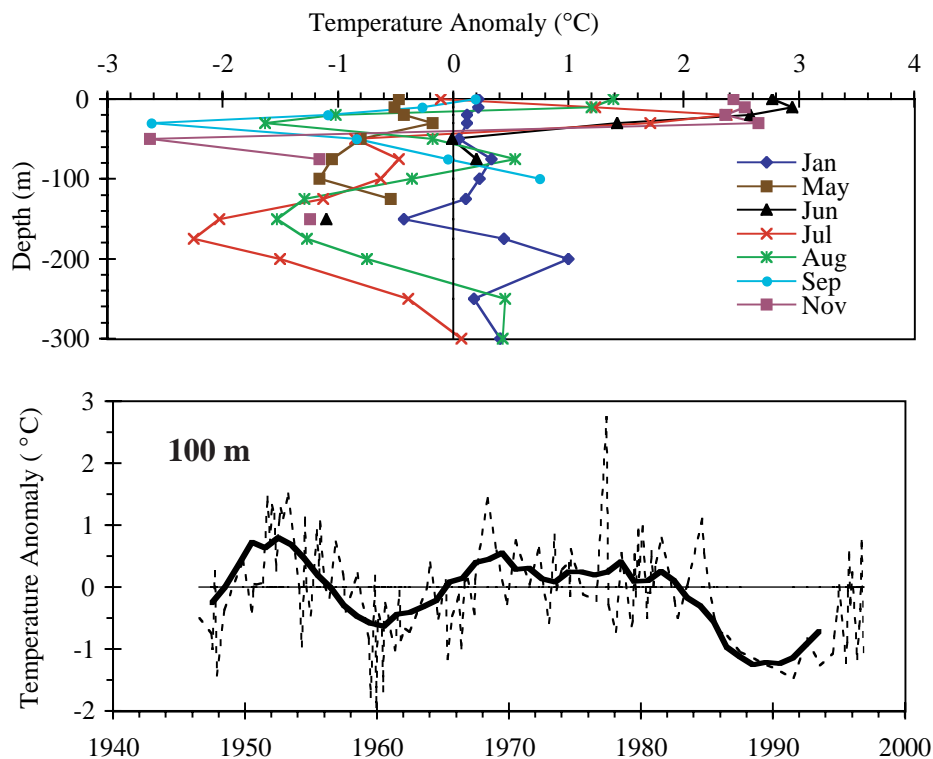 Temperature Anomaly (°C)
-3 -2 -1 0 1 2 3 4
0
-100
-200
-300
Depth (m)
Jan
May
Jun
Jul
Aug
Sep
Nov
3
2
1
0
-1
-2
Temperature Anomaly ( °C)
100 m
1940 1950 1960 1970 1980 1990 2000